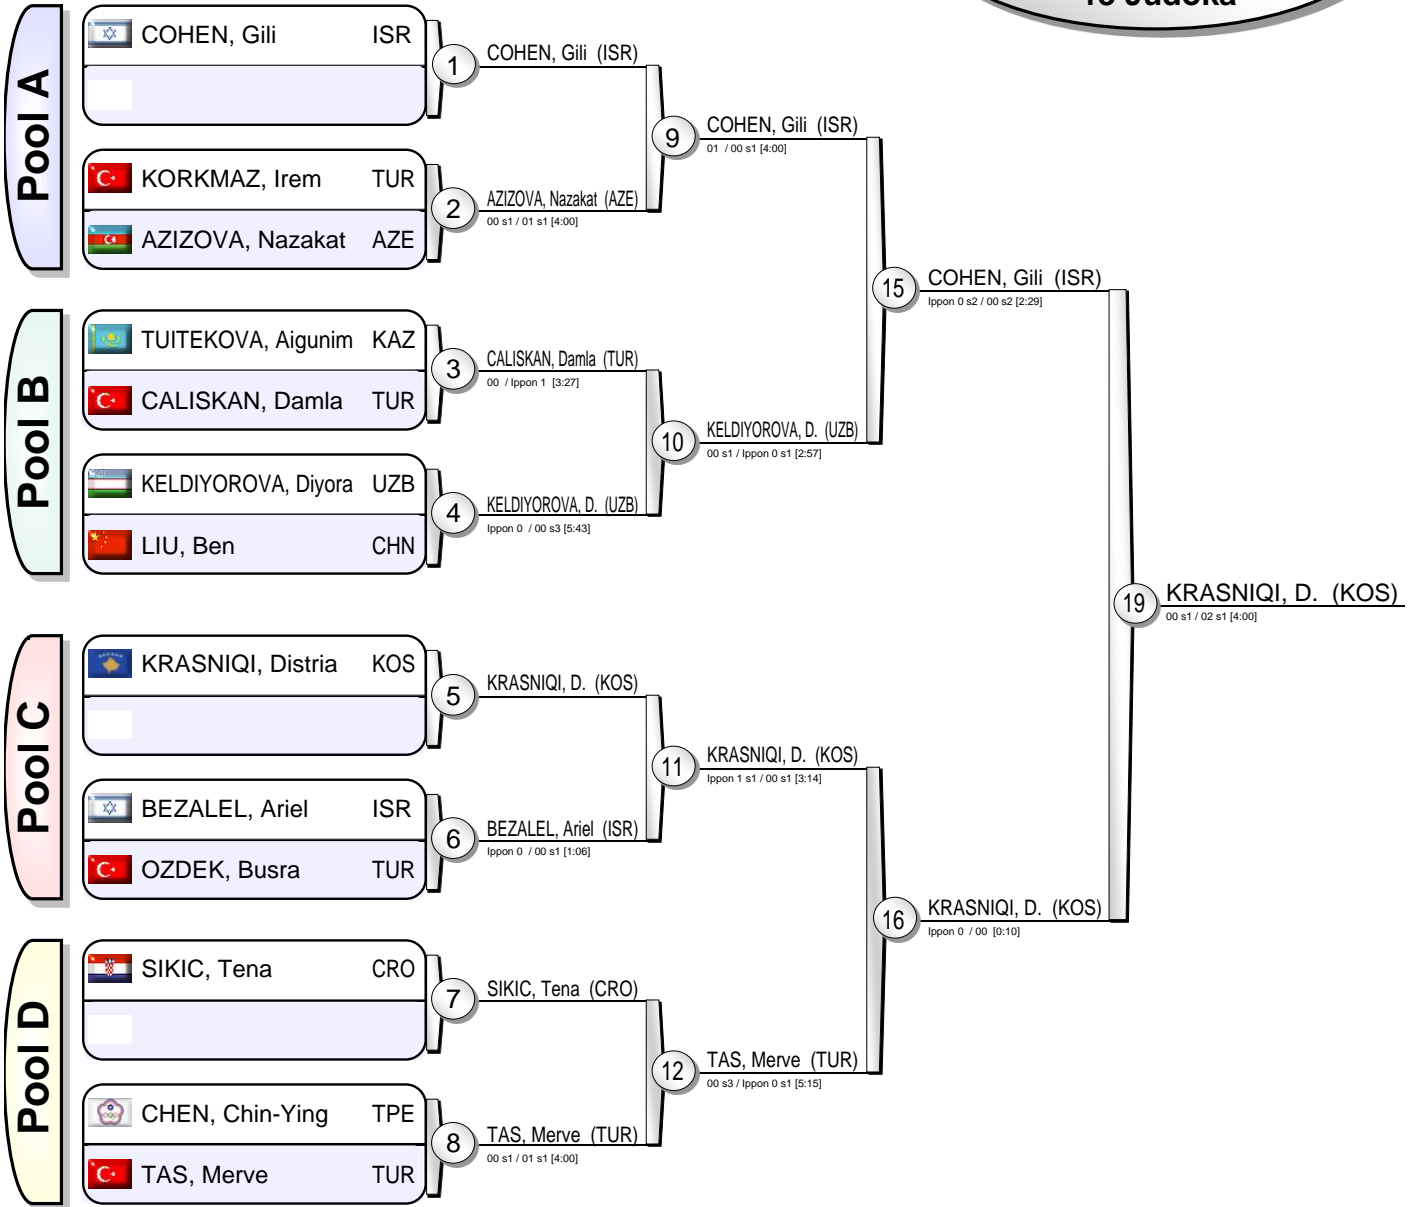 13 Judoka
Pool A
COHEN, Gili ISR
1
KORKMAZ, Irem TUR
2
AZIZOVA, Nazakat AZE
Pool B
TUITEKOVA, Aigunim KAZ
3
CALISKAN, Damla TUR
KELDIYOROVA, Diyora UZB
4
LIU, Ben CHN
Pool C
KRASNIQI, Distria KOS
5
BEZALEL, Ariel ISR
6
OZDEK, Busra TUR
Pool D
SIKIC, Tena CRO
7
CHEN, Chin-Ying TPE
8
TAS, Merve TUR
COHEN, Gili (ISR)
9
AZIZOVA, Nazakat (AZE)
00 s1 / 01 s1 [4:00]
CALISKAN, Damla (TUR)
00 / Ippon 1 [3:27]
10
KELDIYOROVA, D. (UZB)
Ippon 0 / 00 s3 [5:43]
KRASNIQI, D. (KOS)
11
BEZALEL, Ariel (ISR)
Ippon 0 / 00 s1 [1:06]
SIKIC, Tena (CRO)
12
TAS, Merve (TUR)
00 s1 / 01 s1 [4:00]
COHEN, Gili (ISR)
01 / 00 s1 [4:00]
15
KELDIYOROVA, D. (UZB)
00 s1 / Ippon 0 s1 [2:57]
KRASNIQI, D. (KOS)
Ippon 1 s1 / 00 s1 [3:14]
16
TAS, Merve (TUR)
00 s3 / Ippon 0 s1 [5:15]
COHEN, Gili (ISR)
Ippon 0 s2 / 00 s2 [2:29]
19
KRASNIQI, D. (KOS)
Ippon 0 / 00 [0:10]
KRASNIQI, D. (KOS)
00 s1 / 02 s1 [4:00]